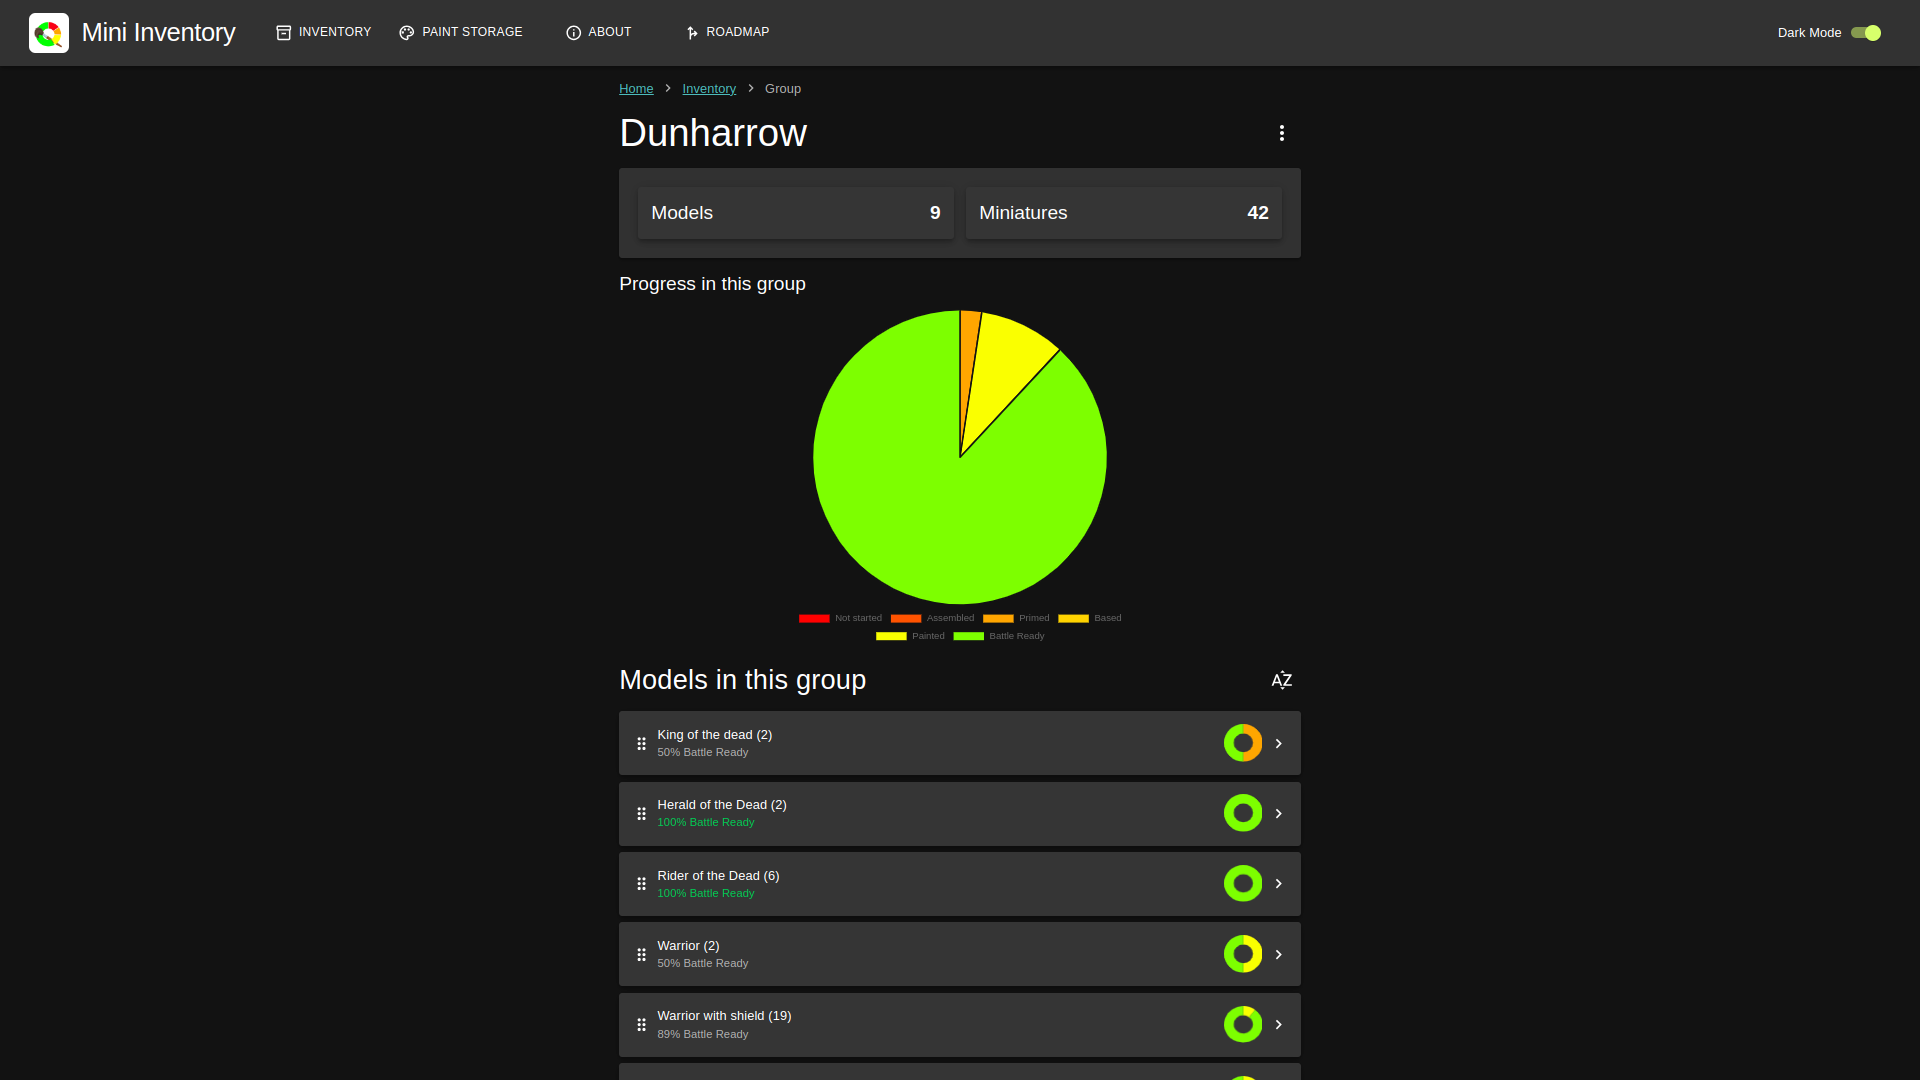 Mini Inventory
INVENTORY
PAINT STORAGE
ABOUT
ROADMAP
Dark Mode
Home
Inventory
Group
Dunharrow
Models 9
Miniatures 42
Progress in this group
Not started
Assembled
Primed
Based
Painted
Battle Ready
Models in this group
AZ
King of the dead (2)
50% Battle Ready
Herald of the Dead (2)
100% Battle Ready
Rider of the Dead (6)
100% Battle Ready
Warrior (2)
50% Battle Ready
Warrior with shield (19)
89% Battle Ready